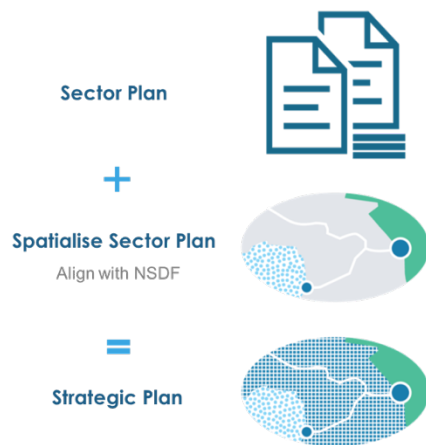 Sector Plan
+
Spatialise Sector Plan
Align with NSDF
=
Strategic Plan